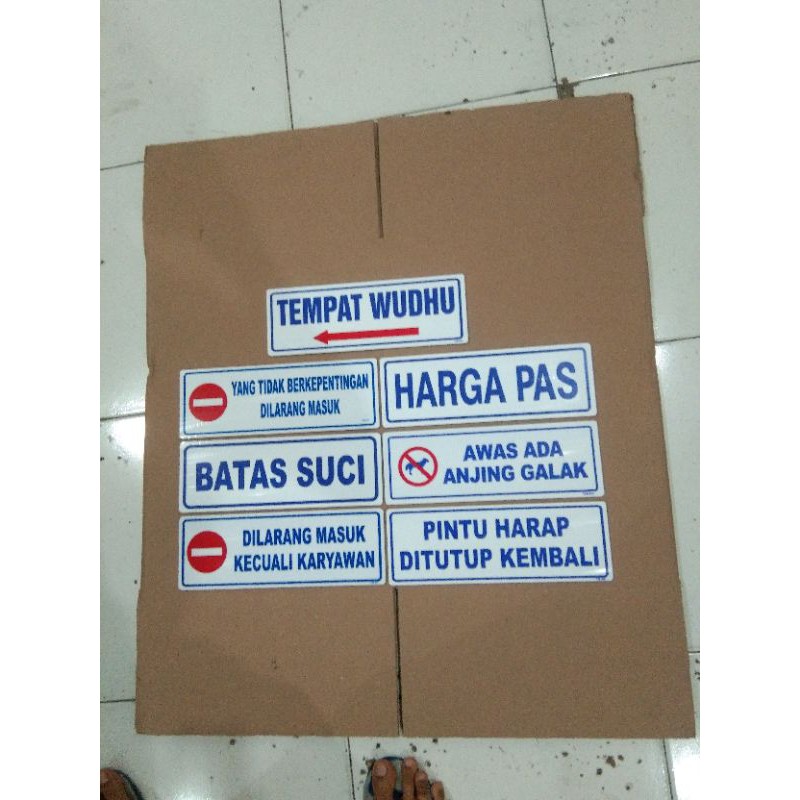 TEMPAT WUDHU
YANG TIDAK BERKEPENTINGAN
DILARANG MASUK
HARGA PAS
BATAS SUCI
AWAS ADA
ANJING GALAK
DILARANG MASUK
KECUALI KARYAWAN
PINTU HARAP
DITUTUP KEMBALI